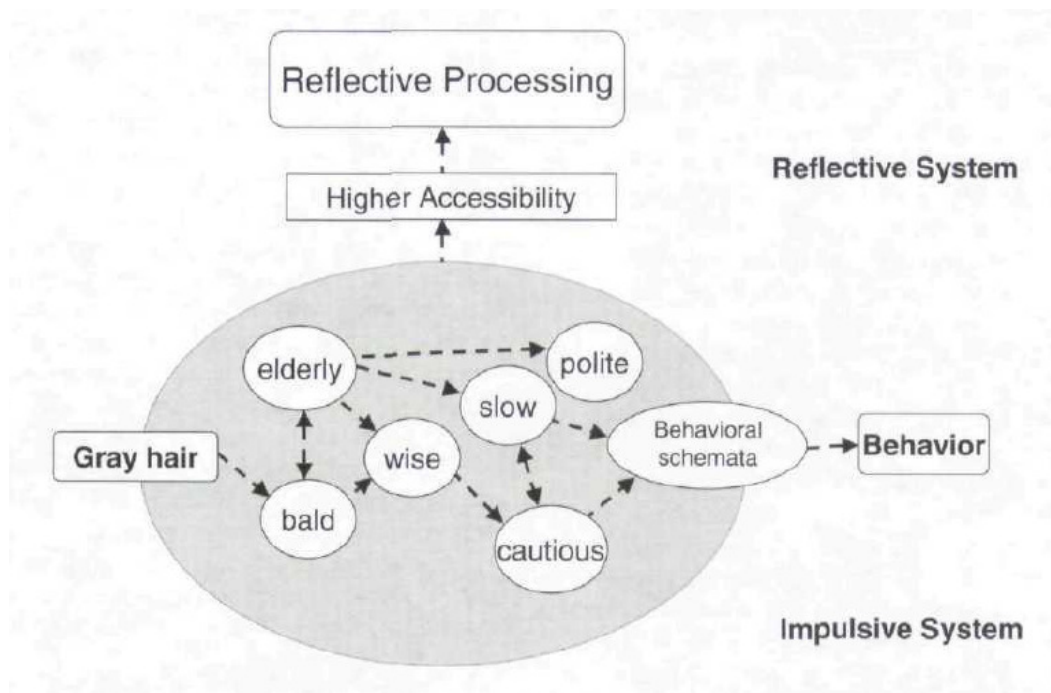 Reflective Processing
Higher Accessibility
Reflective System
elderly
polite
slow
Gray hair
wise
Behavioral
schemata
Behavior
bald
cautious
Impulsive System